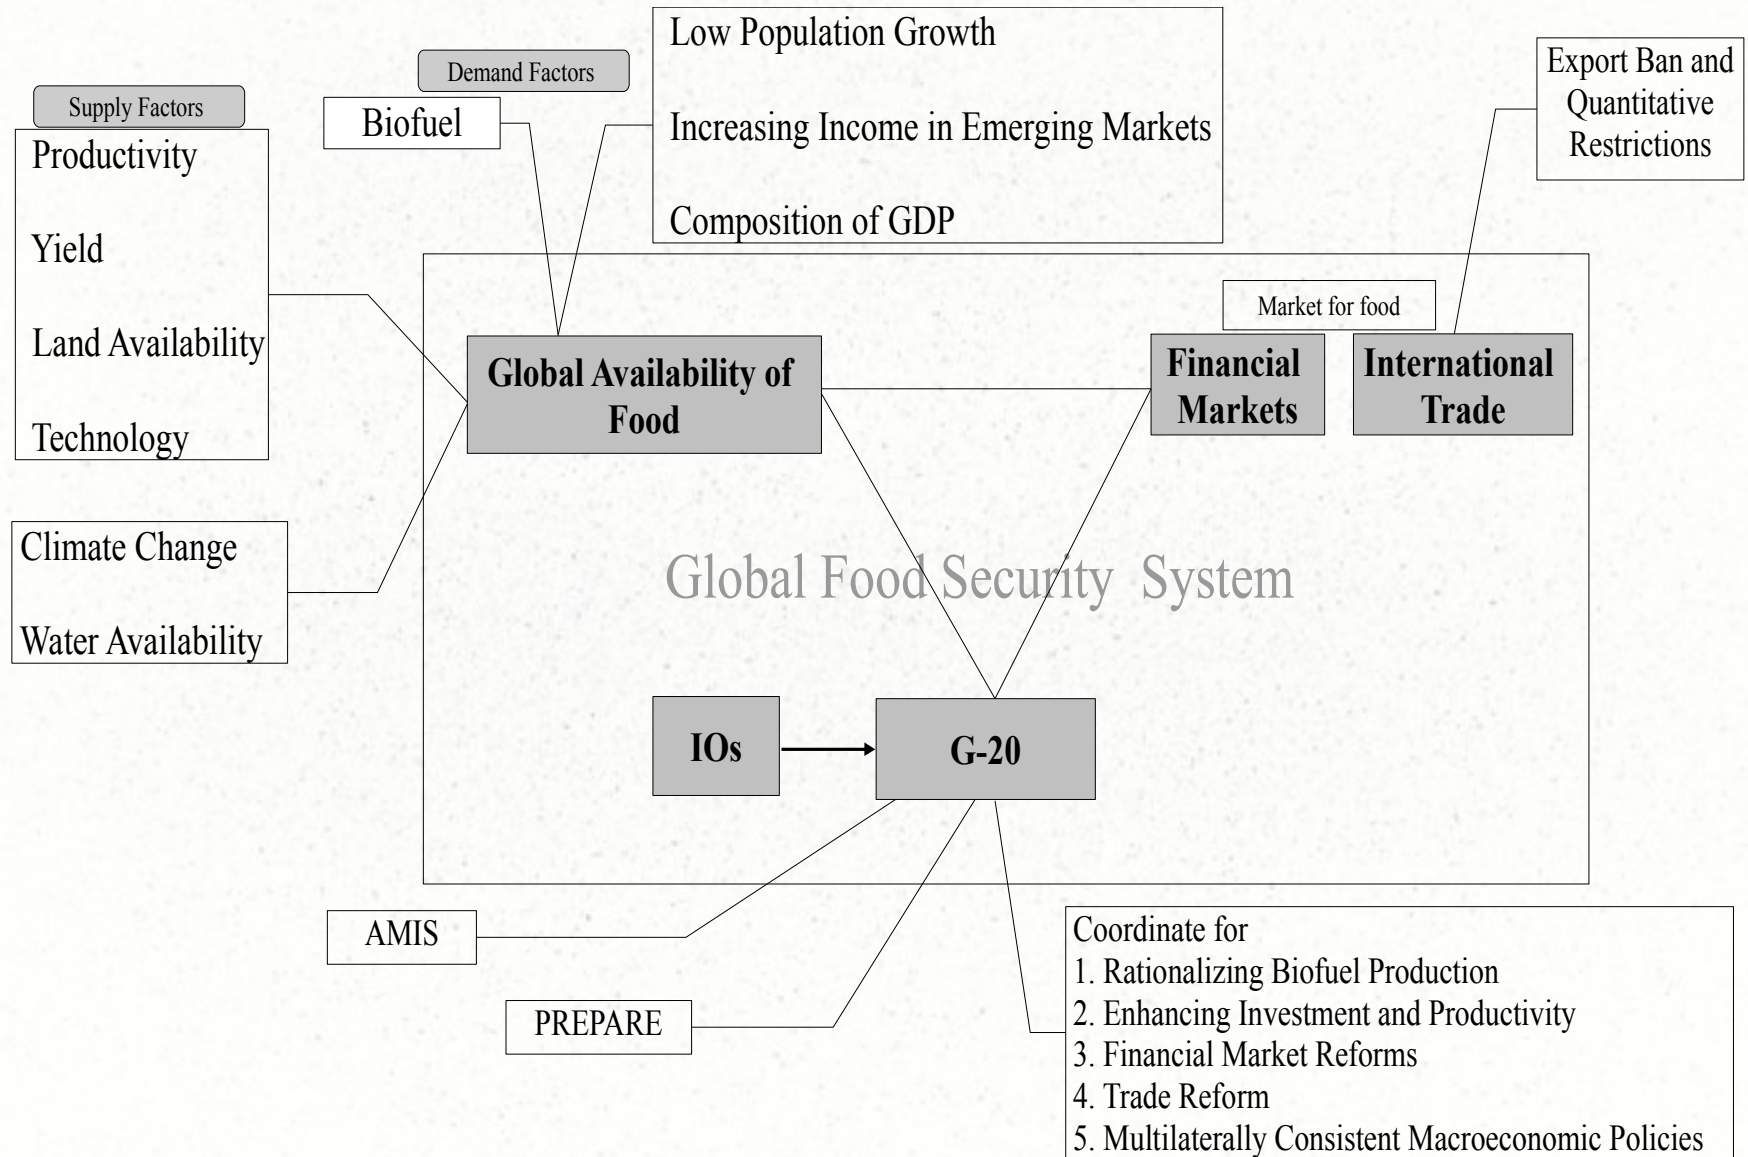 Low Population Growth
Increasing Income in Emerging Markets
Composition of GDP
Demand Factors
Biofuel
Export Ban and
Quantitative
Restrictions
Supply Factors
Productivity
Yield
Land Availability
Technology
Climate Change
Water Availability
Market for food
Global Availability of
Food
Financial
Markets
International
Trade
Global Food Security System
IOs
G-20
AMIS
PREPARE
Coordinate for
1. Rationalizing Biofuel Production
2. Enhancing Investment and Productivity
3. Financial Market Reforms
4. Trade Reform
5. Multilaterally Consistent Macroeconomic Policies